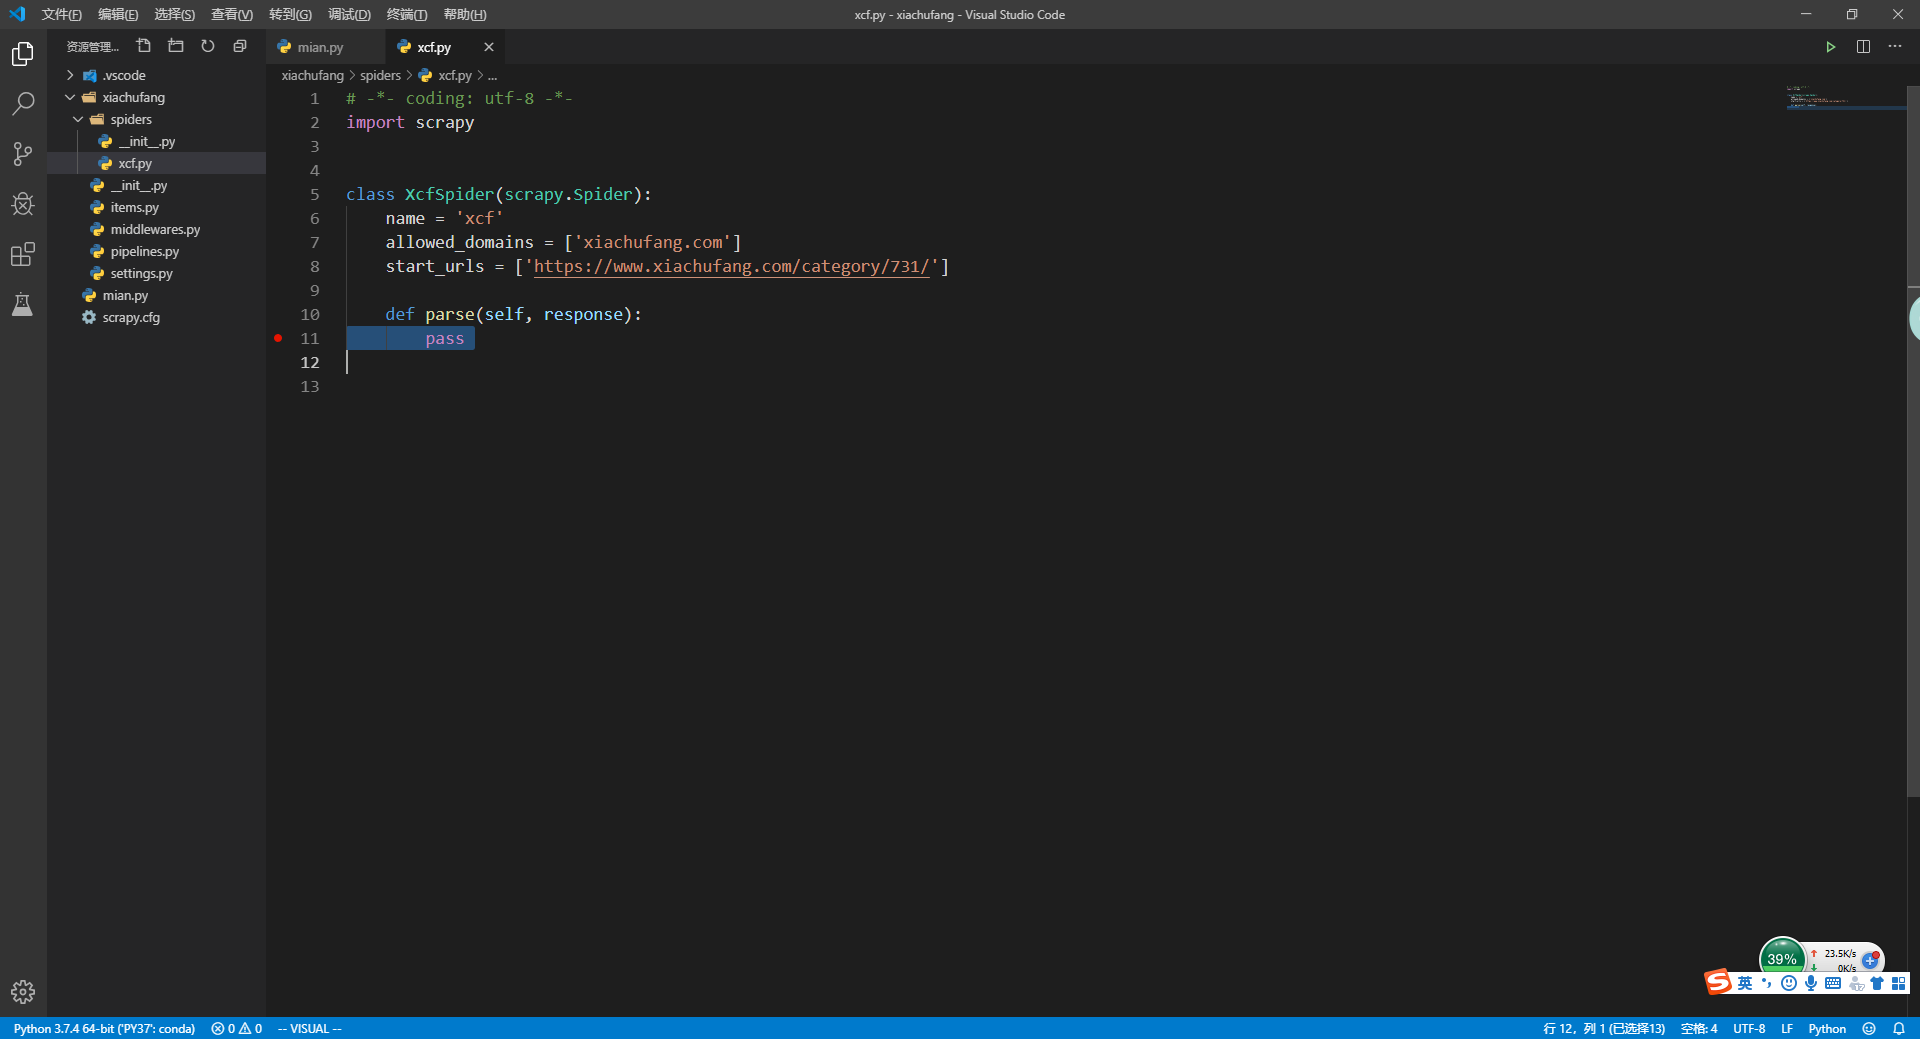 文件(F) 编辑(E) 选择(S) 查看(V) 转到(G) 调试(D) 终端(T) 帮助(H)
xcf.py - xiachufang - Visual Studio Code
资源管理...
.vscode
xiachufang
spiders
__init__.py
xcf.py
__init__.py
items.py
middlewares.py
pipelines.py
settings.py
mian.py
scrapy.cfg
mian.py
xcf.py
xiachufang > spiders > xcf.py > ...
1 # -*- coding: utf-8 -*-
2 import scrapy
3
4
5 class XcfSpider(scrapy.Spider):
6 name = 'xcf'
7 allowed_domains = ['xiachufang.com']
8 start_urls = ['https://www.xiachufang.com/category/731/']
9
10 def parse(self, response):
11 pass
12
13
39%
23.5K/s
0K/s
S 英
Python 3.7.4 64-bit ('PY37': conda) 0 0 -- VISUAL --
行 12，列 1 (已选择13) 空格: 4 UTF-8 LF Python